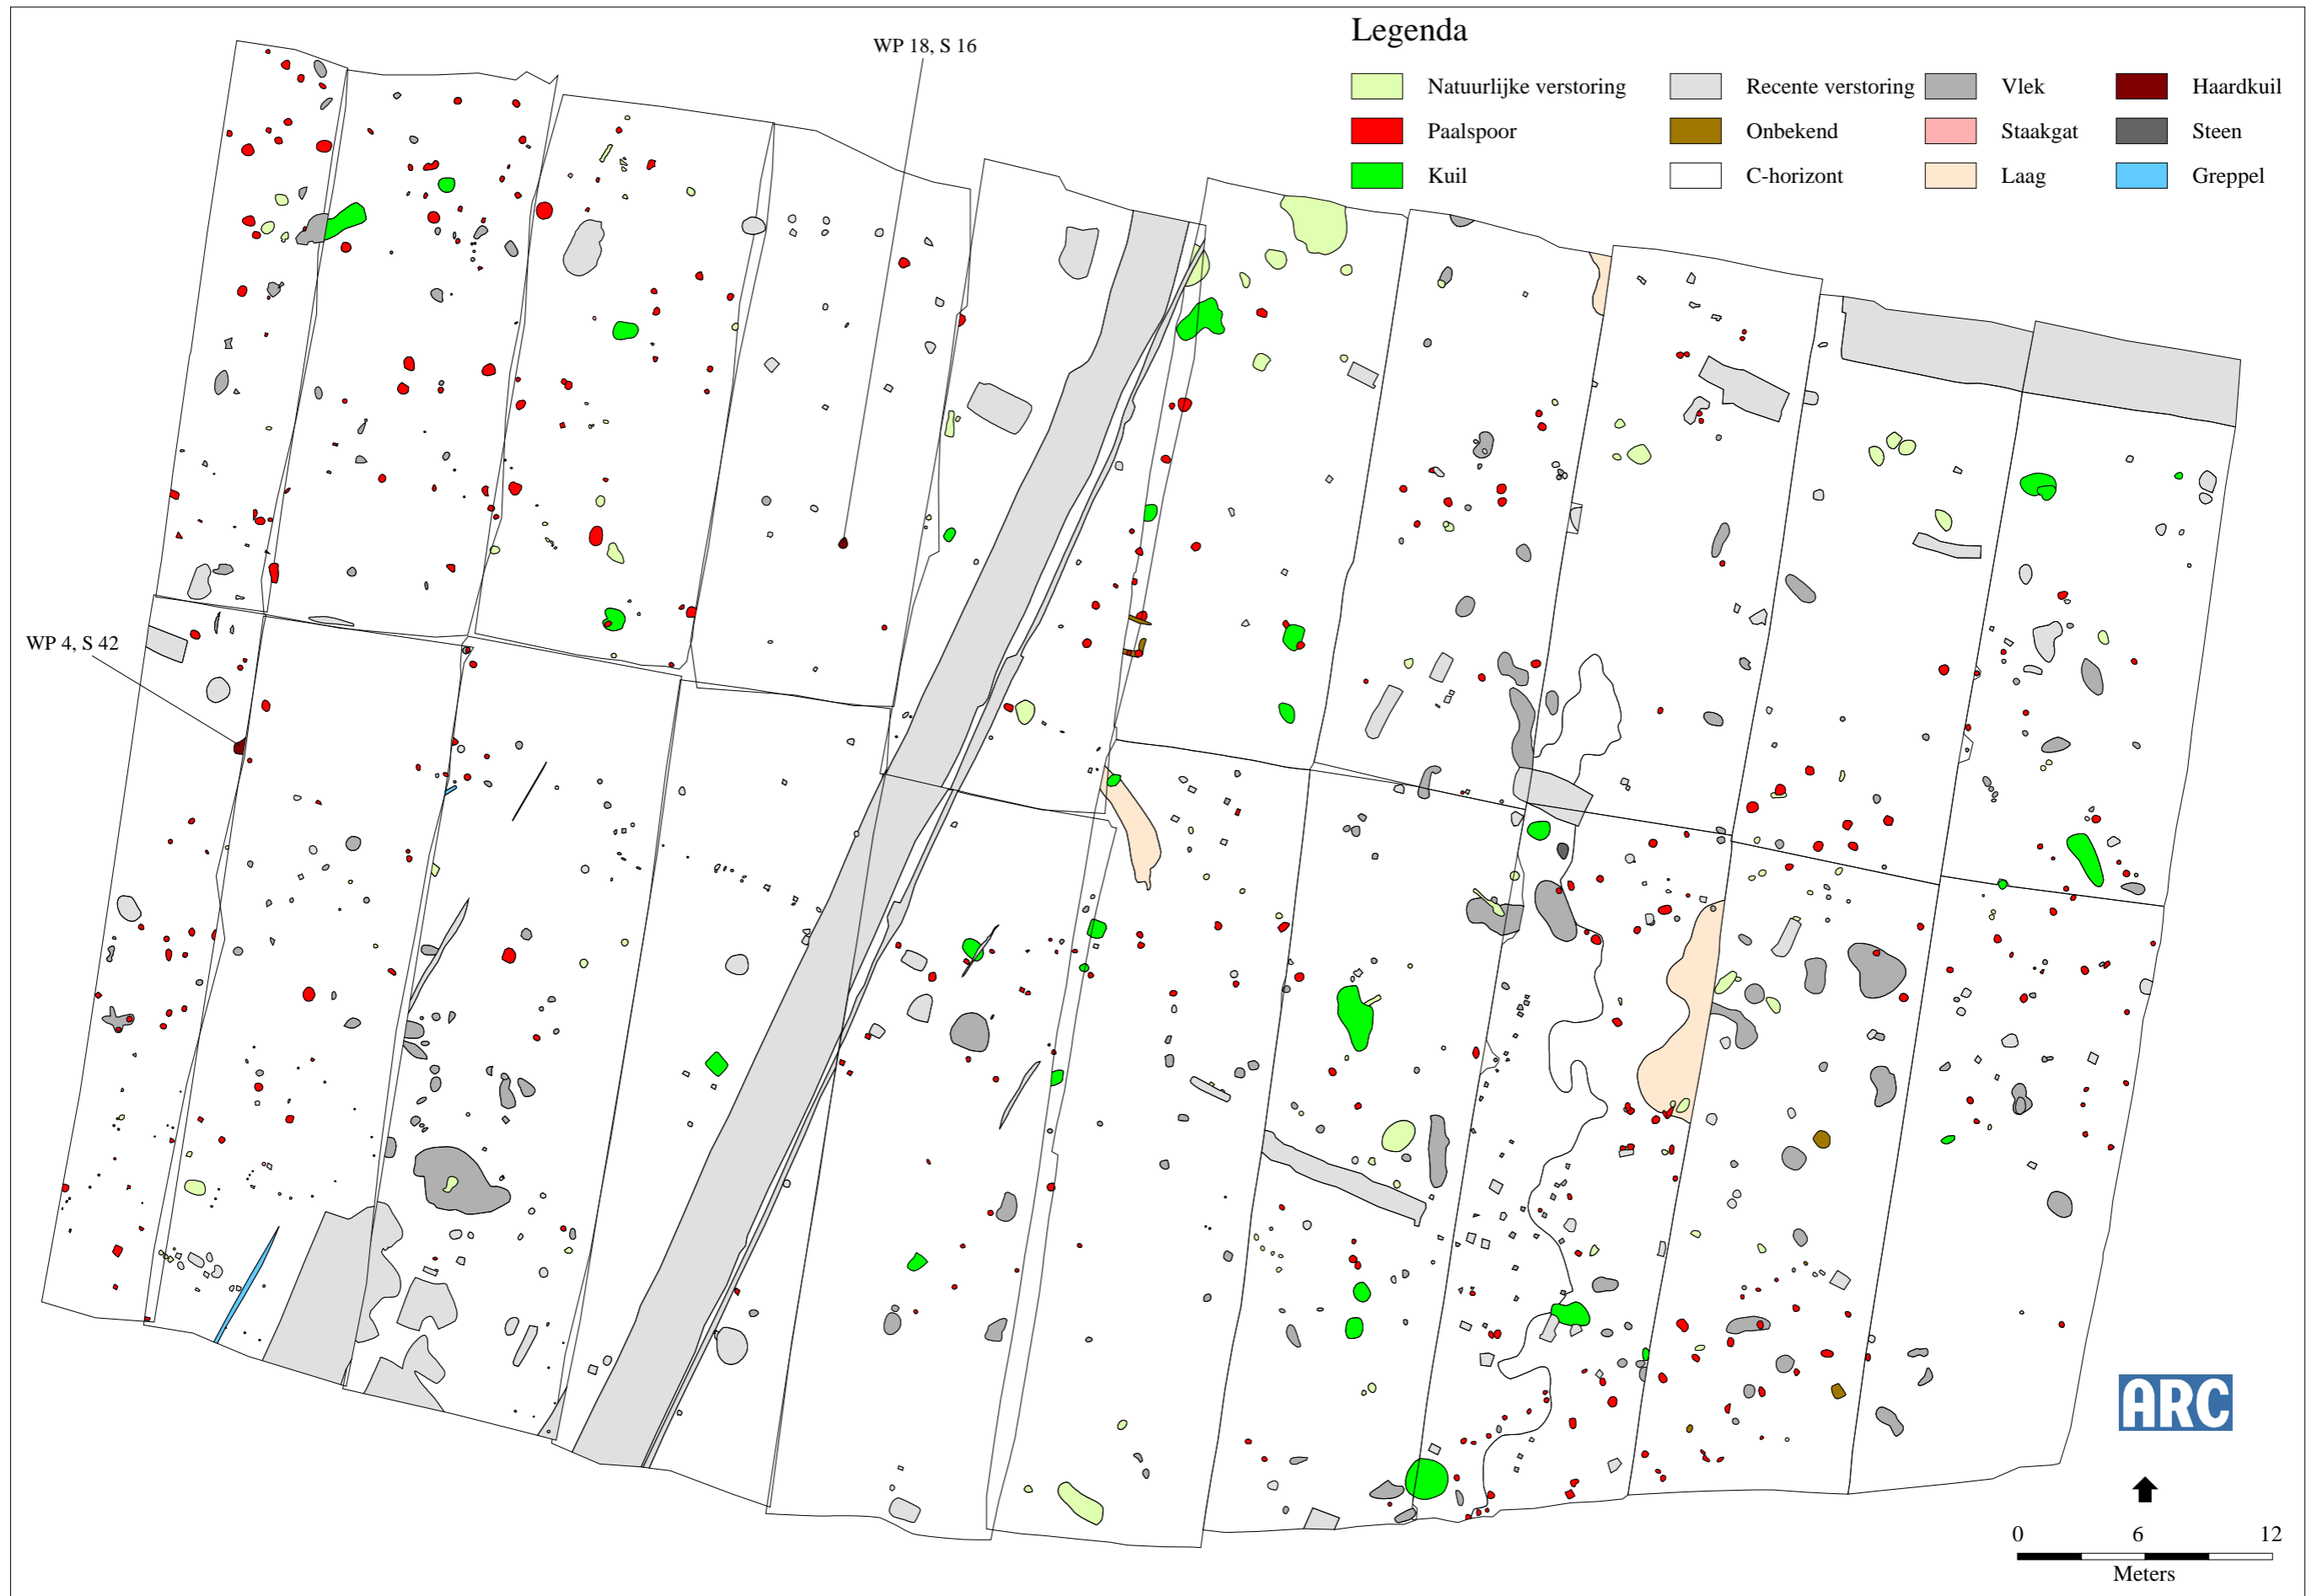 WP 18, S 16
Legenda
Natuurlijke verstoring
Recente verstoring
Vlek
Haardkuil
Paalspoor
Onbekend
Staakgat
Steen
Kuil
C-horizont
Laag
Greppel
WP 4, S 42
ARC
0 6 12
Meters